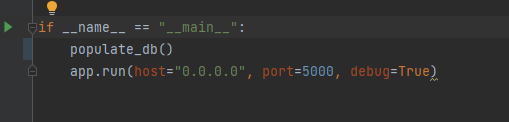 if __name__ == "__main__":
    populate_db()
    app.run(host="0.0.0.0", port=5000, debug=True)